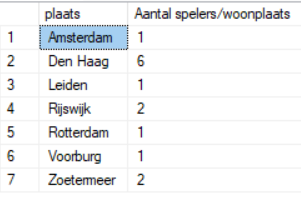 plaats Aantal spelers/woonplaats
1 Amsterdam 1
2 Den Haag 6
3 Leiden 1
4 Rijswijk 2
5 Rotterdam 1
6 Voorburg 1
7 Zoetermeer 2